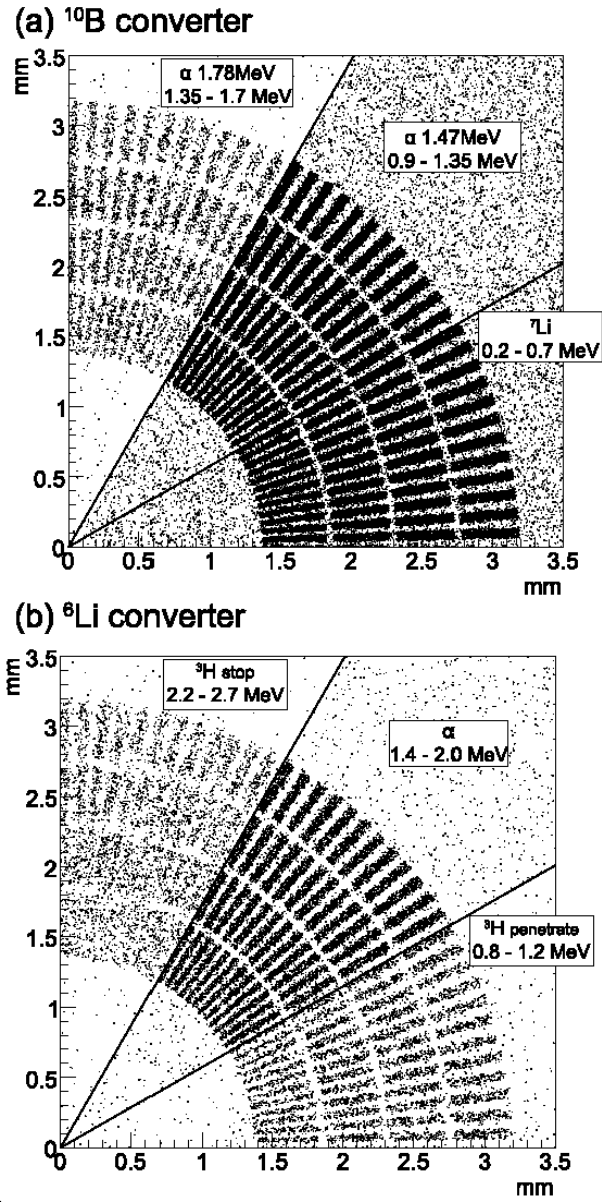 (a) ¹⁰B converter
mm
3.5
3
2.5
2
1.5
1
0.5
0
α 1.78MeV
1.35 - 1.7 MeV
α 1.47MeV
0.9 - 1.35 MeV
⁷Li
0.2 - 0.7 MeV
0 0.5 1 1.5 2 2.5 3 3.5
mm
(b) ⁶Li converter
mm
3.5
3
2.5
2
1.5
1
0.5
0
³H stop
2.2 - 2.7 MeV
α
1.4 - 2.0 MeV
³H penetrate
0.8 - 1.2 MeV
0 0.5 1 1.5 2 2.5 3 3.5
mm